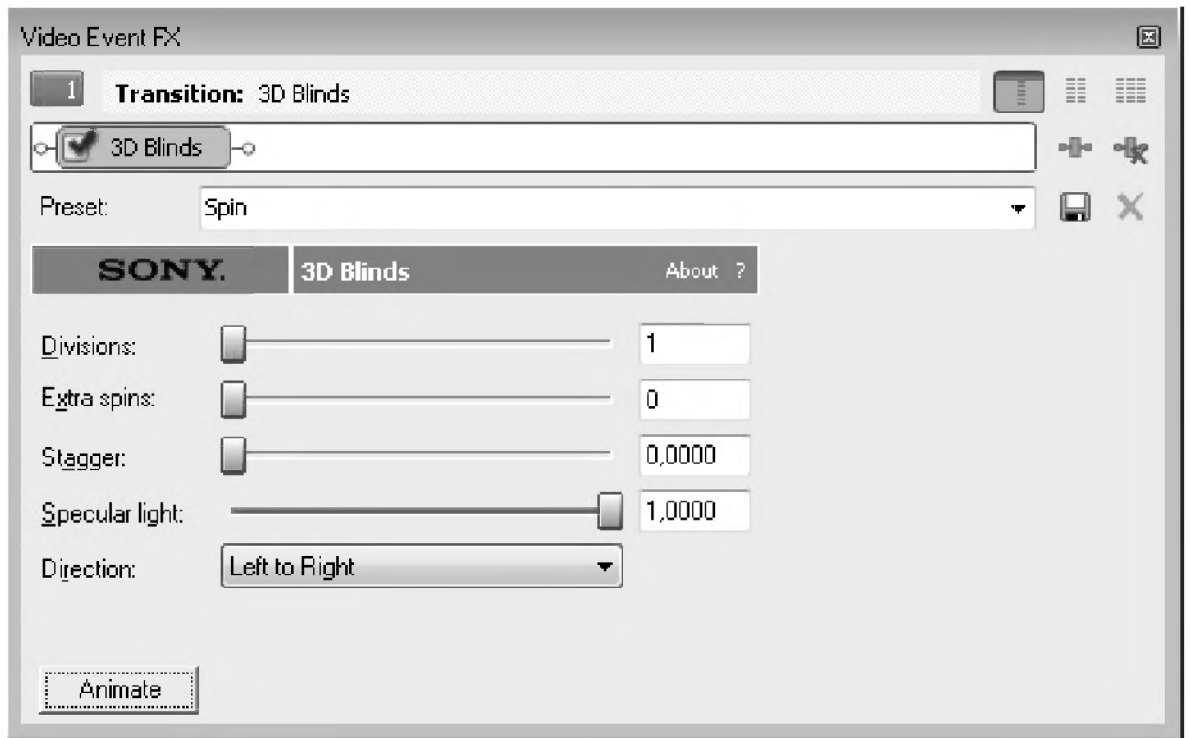 Video Event FX
1 Transition: 3D Blinds
3D Blinds
Preset: Spin
SONY. 3D Blinds About ?
Divisions: 1
Extra spins: 0
Stagger: 0,0000
Specular light: 1,0000
Direction: Left to Right
Animate